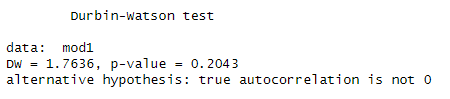 Durbin-Watson test
data:  mod1
DW = 1.7636, p-value = 0.2043
alternative hypothesis: true autocorrelation is not 0